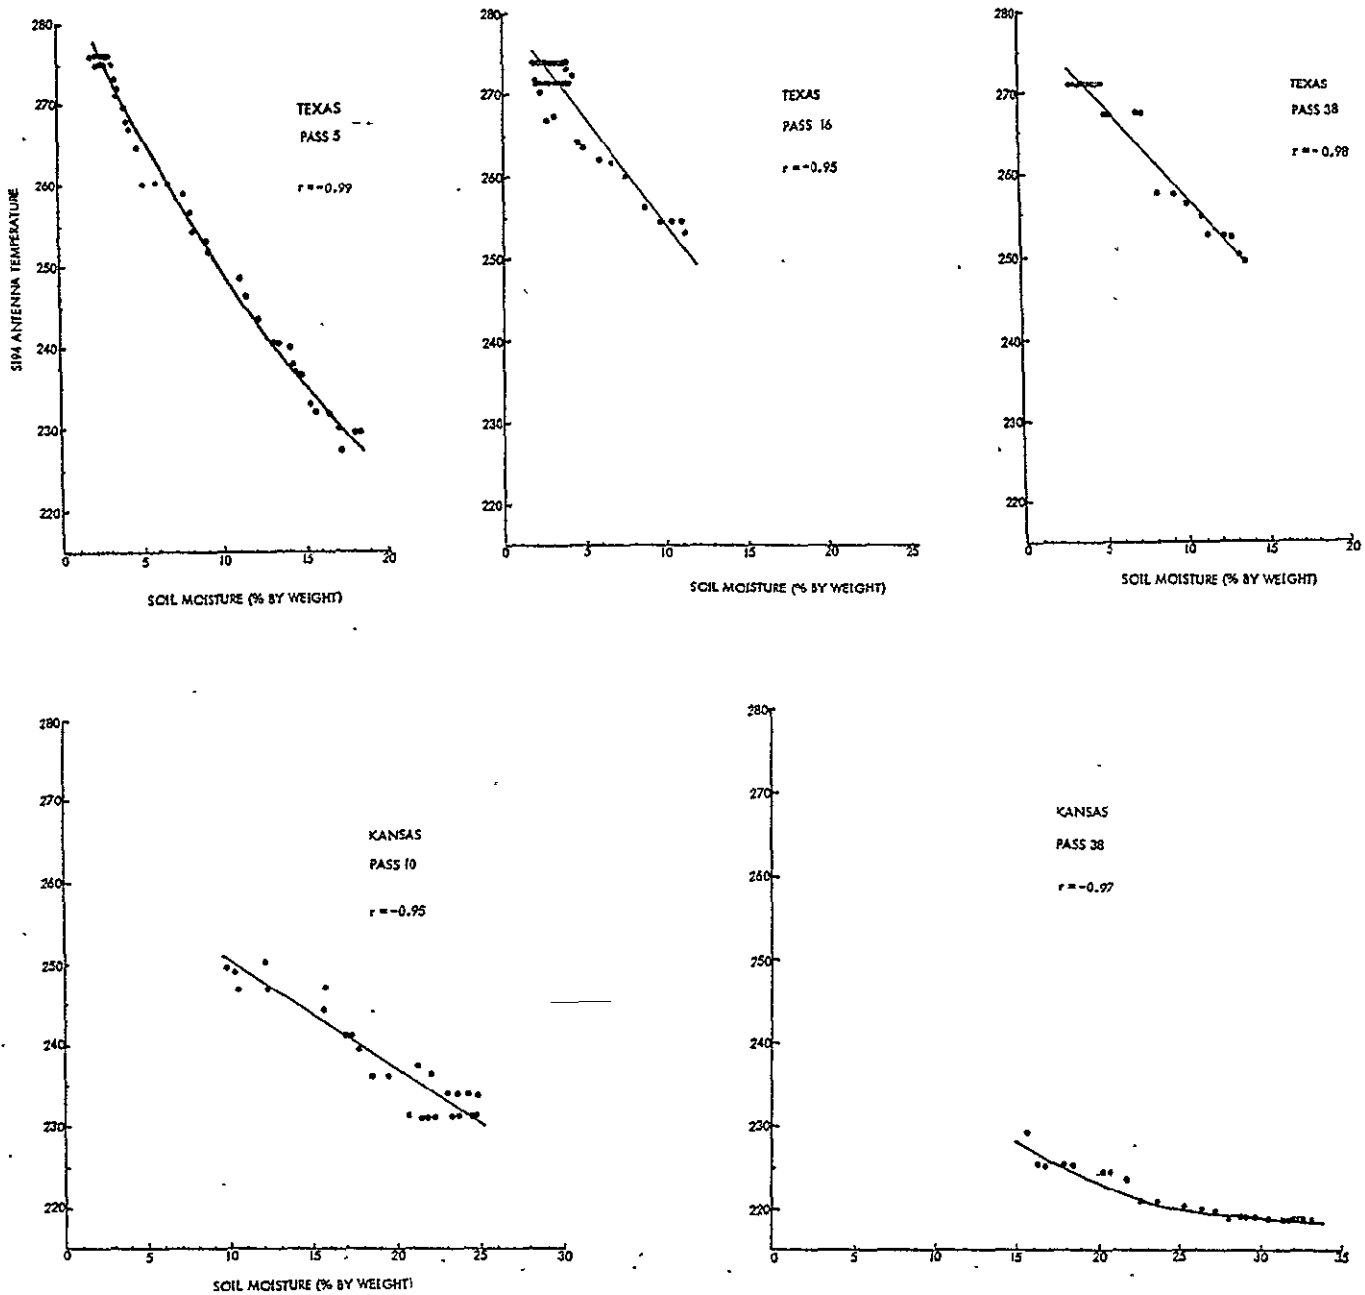 280
270
260
250
240
230
220
0 5 10 15 20
S194 ANTENNA TEMPERATURE
SOIL MOISTURE (% BY WEIGHT)
TEXAS
PASS 5
r = -0.99
280
270
260
250
240
230
220
0 5 10 15 20 25
SOIL MOISTURE (% BY WEIGHT)
TEXAS
PASS 16
r = -0.95
280
270
260
250
240
230
220
0 5 10 15 20
SOIL MOISTURE (% BY WEIGHT)
TEXAS
PASS 38
r = -0.98
280
270
260
250
240
230
220
0 5 10 15 20 25 30
SOIL MOISTURE (% BY WEIGHT)
KANSAS
PASS 10
r = -0.95
280
270
260
250
240
230
220
0 5 10 15 20 25 30 35
KANSAS
PASS 38
r = -0.97